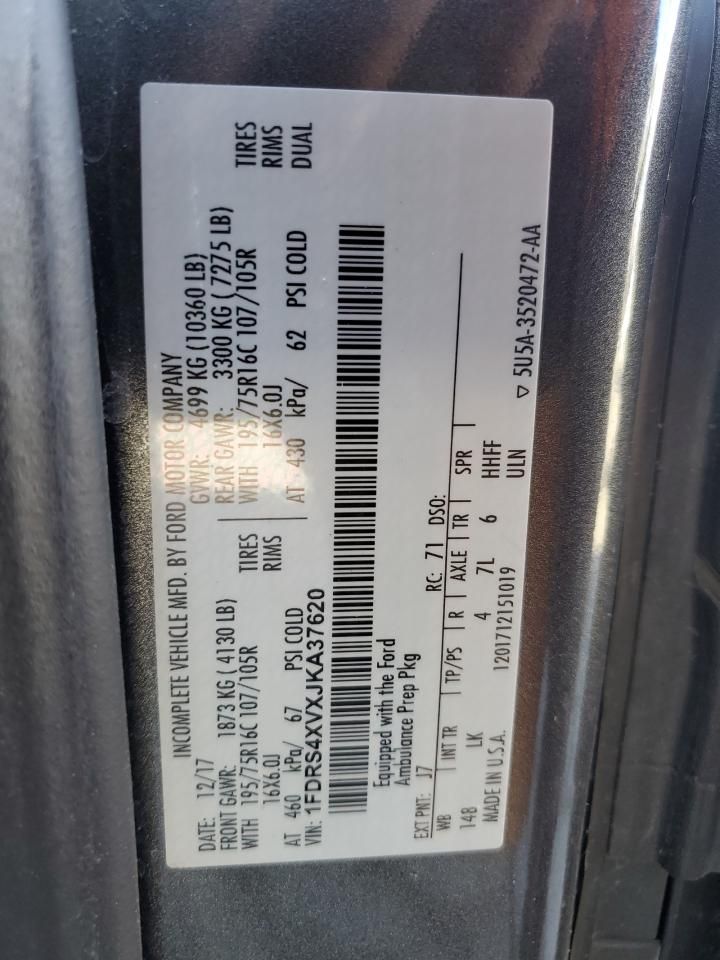 INCOMPLETE VEHICLE MFD. BY FORD MOTOR COMPANY
DATE: 12/17 GVWR: 4699 KG (10360 LB)
FRONT GAWR: 1873 KG ( 4130 LB) REAR GAWR: 3300 KG ( 7275 LB)
WITH 195/75R16C 107/105R TIRES WITH 195/75R16C 107/105R TIRES
16X6.0J RIMS 16X6.0J RIMS
AT 460 kPa/ 67 PSI COLD AT 430 kPa/ 62 PSI COLD DUAL
VIN: 1FDRS4XVXJKA37620
Equipped with the Ford
Ambulance Prep Pkg
EXT PNT: J7 RC: 71 DSO:
WB INT TR TP/PS R AXLE TR SPR
148 LK 4 7L 6 HHFF
MADE IN U.S.A. 1201712151019 ULN
▽ 5U5A-3520472-AA